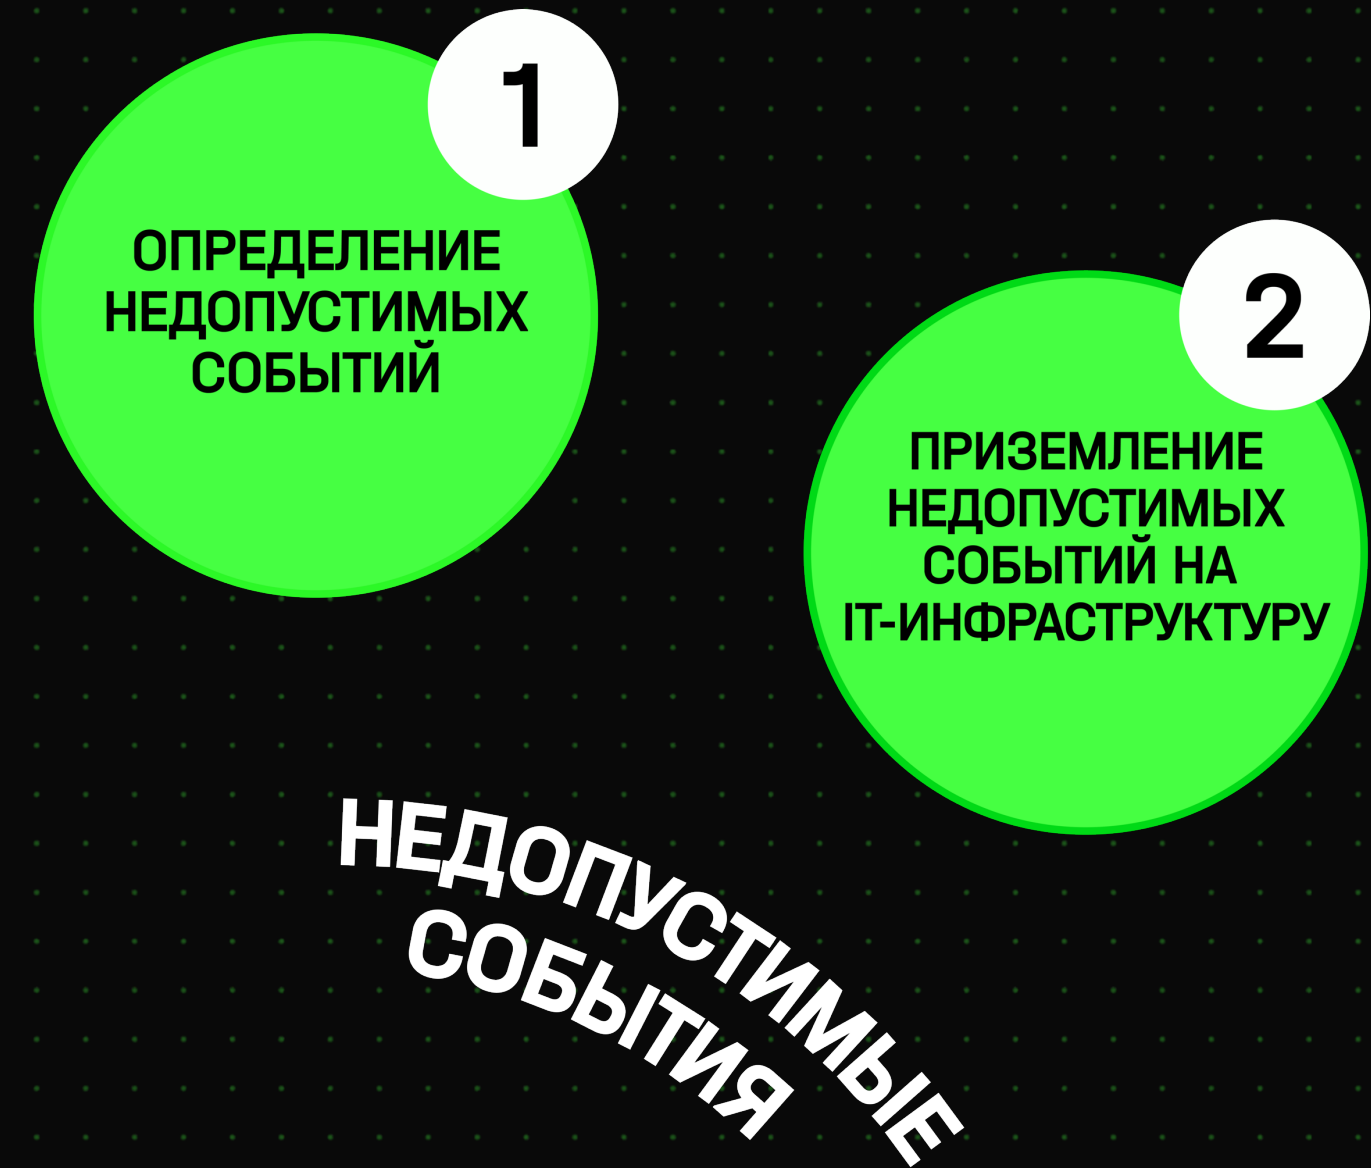 1
ОПРЕДЕЛЕНИЕ
НЕДОПУСТИМЫХ
СОБЫТИЙ
2
ПРИЗЕМЛЕНИЕ
НЕДОПУСТИМЫХ
СОБЫТИЙ НА
IT-ИНФРАСТРУКТУРУ
НЕДОПУСТИМЫЕ
СОБЫТИЯ